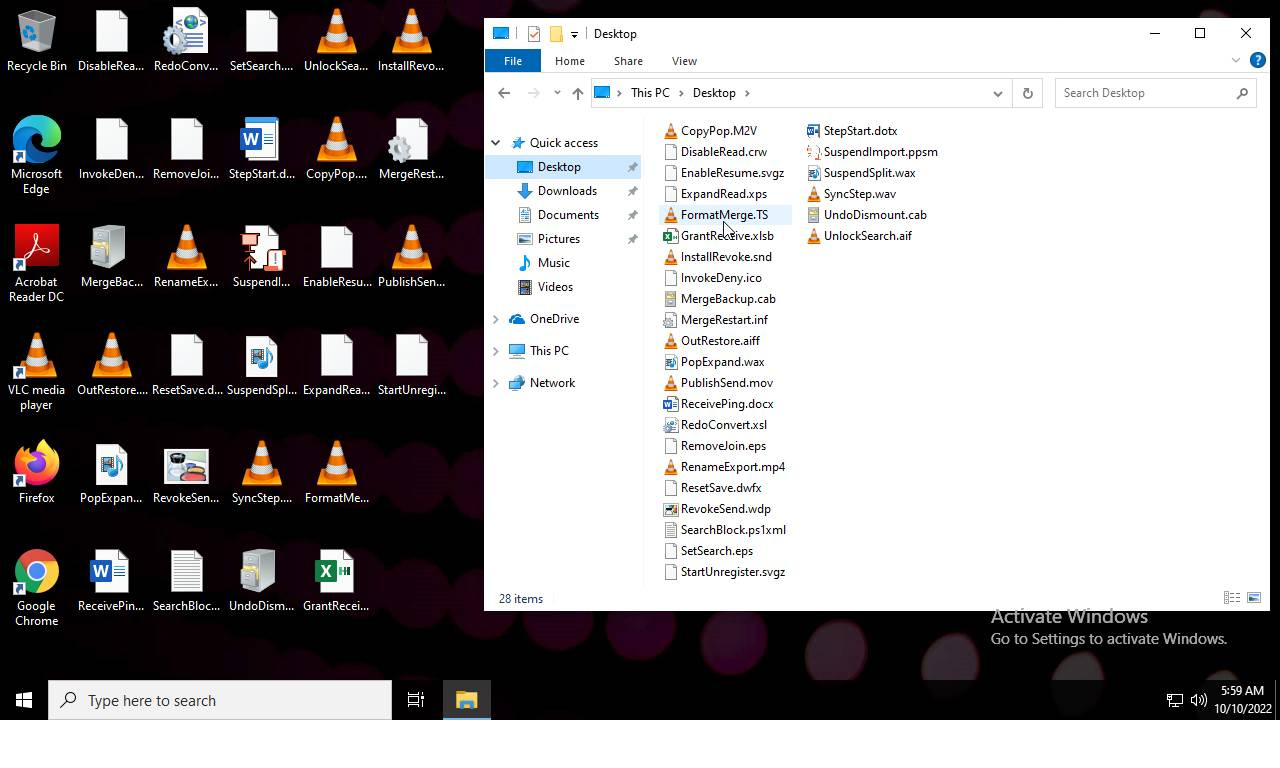 Recycle Bin
DisableRea...
RedoConv...
SetSearch....
UnlockSea...
InstallRevo...
Microsoft
Edge
InvokeDen...
RemoveJoi...
StepStart.d...
CopyPop....
MergeRest...
Acrobat
Reader DC
MergeBac...
RenameEx...
SuspendI...
EnableResu...
PublishSen...
VLC media
player
OutRestore....
ResetSave.d...
SuspendSpl...
ExpandRea...
StartUnregi...
Firefox
PopExpan...
RevokeSen...
SyncStep....
FormatMe...
Google
Chrome
ReceivePin...
SearchBloc...
UndoDism...
GrantRecei...
Desktop
File
Home
Share
View
This PC
Desktop
Search Desktop
Quick access
Desktop
Downloads
Documents
Pictures
Music
Videos
OneDrive
This PC
Network
CopyPop.M2V
DisableRead.crw
EnableResume.svgz
ExpandRead.xps
FormatMerge.TS
GrantReceive.xlsb
InstallRevoke.snd
InvokeDeny.ico
MergeBackup.cab
MergeRestart.inf
OutRestore.aiff
PopExpand.wax
PublishSend.mov
ReceivePing.docx
RedoConvert.xsl
RemoveJoin.eps
RenameExport.mp4
ResetSave.dwfx
RevokeSend.wdp
SearchBlock.ps1xml
SetSearch.eps
StartUnregister.svgz
StepStart.dotx
SuspendImport.ppsm
SuspendSplit.wax
SyncStep.wav
UndoDismount.cab
UnlockSearch.aif
28 items
Activate Windows
Go to Settings to activate Windows.
Type here to search
5:59 AM
10/10/2022